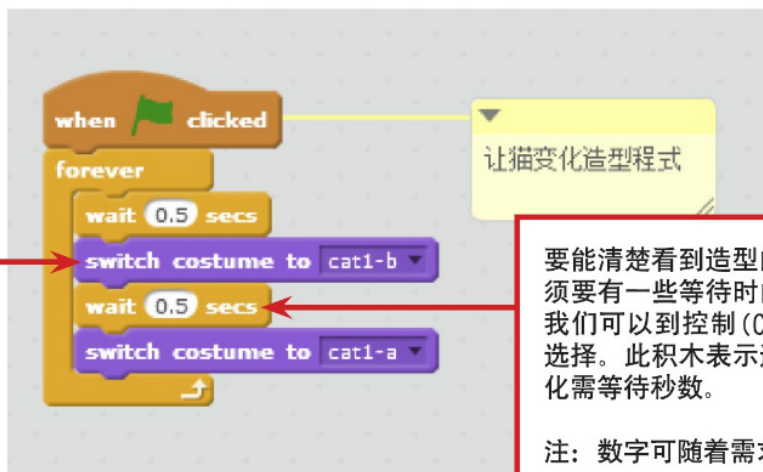 when clicked
让猫变化造型程式
forever
wait 0.5 secs
switch costume to cat1-b
wait 0.5 secs
switch costume to cat1-a
要能清楚看到造型
须要有一些等待时
我们可以到控制(
选择。此积木表示
化需等待秒数。
注: 数字可随着需